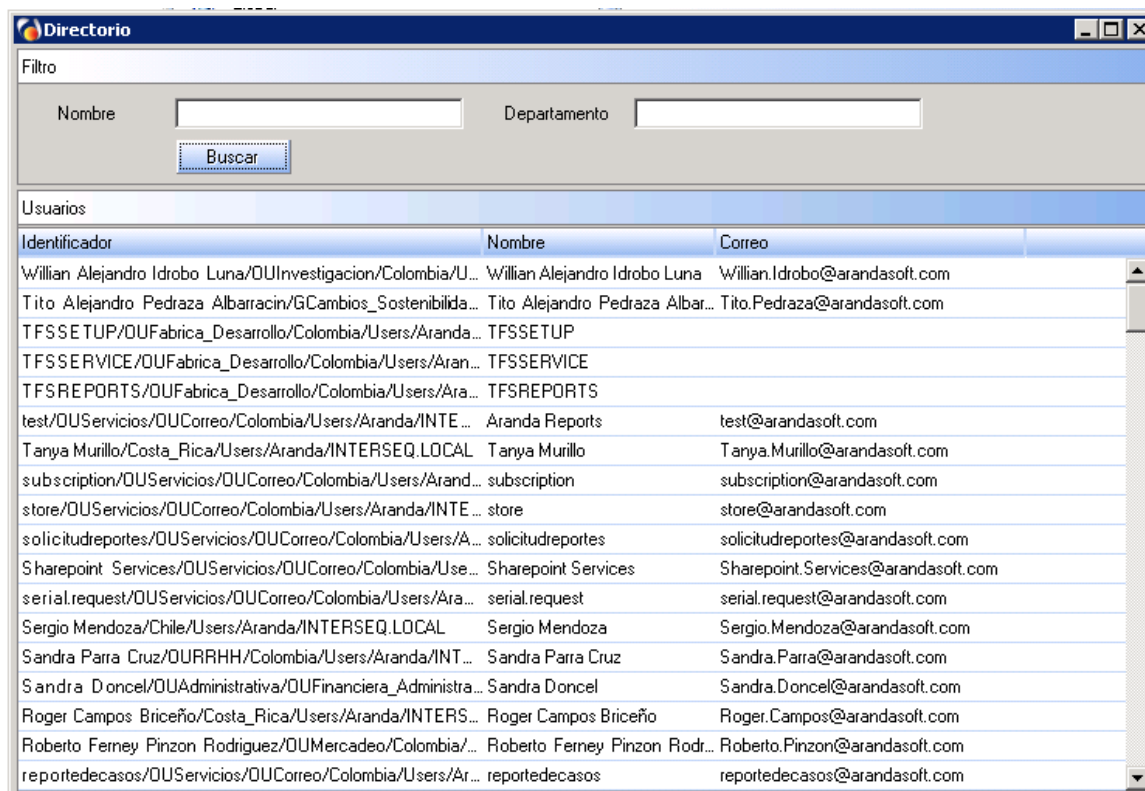 Directorio
Filtro
Nombre Departamento
Buscar
Usuarios
Identificador Nombre Correo
Willian Alejandro Idrobo Luna/OUInvestigacion/Colombia/U... Willian Alejandro Idrobo Luna Willian.Idrobo@arandasoft.com
Tito Alejandro Pedraza Albarracin/GCambios_Sostenibilida... Tito Alejandro Pedraza Albar... Tito.Pedraza@arandasoft.com
TFSSETUP/OUFabrica_Desarrollo/Colombia/Users/Aranda... TFSSETUP
TFSSERVICE/OUFabrica_Desarrollo/Colombia/Users/Aran... TFSSERVICE
TFSREPORTS/OUFabrica_Desarrollo/Colombia/Users/Ara... TFSREPORTS
test/OUServicios/OUCorreo/Colombia/Users/Aranda/INTE... Aranda Reports test@arandasoft.com
Tanya Murillo/Costa_Rica/Users/Aranda/INTERSEQ.LOCAL Tanya Murillo Tanya.Murillo@arandasoft.com
subscription/OUServicios/OUCorreo/Colombia/Users/Arand... subscription subscription@arandasoft.com
store/OUServicios/OUCorreo/Colombia/Users/Aranda/INTE... store store@arandasoft.com
solicitudreportes/OUServicios/OUCorreo/Colombia/Users/A... solicitudreportes solicitudreportes@arandasoft.com
Sharepoint Services/OUServicios/OUCorreo/Colombia/Use... Sharepoint Services Sharepoint.Services@arandasoft.com
serial.request/OUServicios/OUCorreo/Colombia/Users/Ara... serial.request serial.request@arandasoft.com
Sergio Mendoza/Chile/Users/Aranda/INTERSEQ.LOCAL Sergio Mendoza Sergio.Mendoza@arandasoft.com
Sandra Parra Cruz/OURRHH/Colombia/Users/Aranda/INT... Sandra Parra Cruz Sandra.Parra@arandasoft.com
Sandra Doncel/OUAdministrativa/OUFinanciera_Administra... Sandra Doncel Sandra.Doncel@arandasoft.com
Roger Campos Briceño/Costa_Rica/Users/Aranda/INTERS... Roger Campos Briceño Roger.Campos@arandasoft.com
Roberto Ferney Pinzon Rodriguez/OUMercadeo/Colombia/... Roberto Ferney Pinzon Rodr... Roberto.Pinzon@arandasoft.com
reportedecasos/OUServicios/OUCorreo/Colombia/Users/Ar... reportedecasos reportedecasos@arandasoft.com